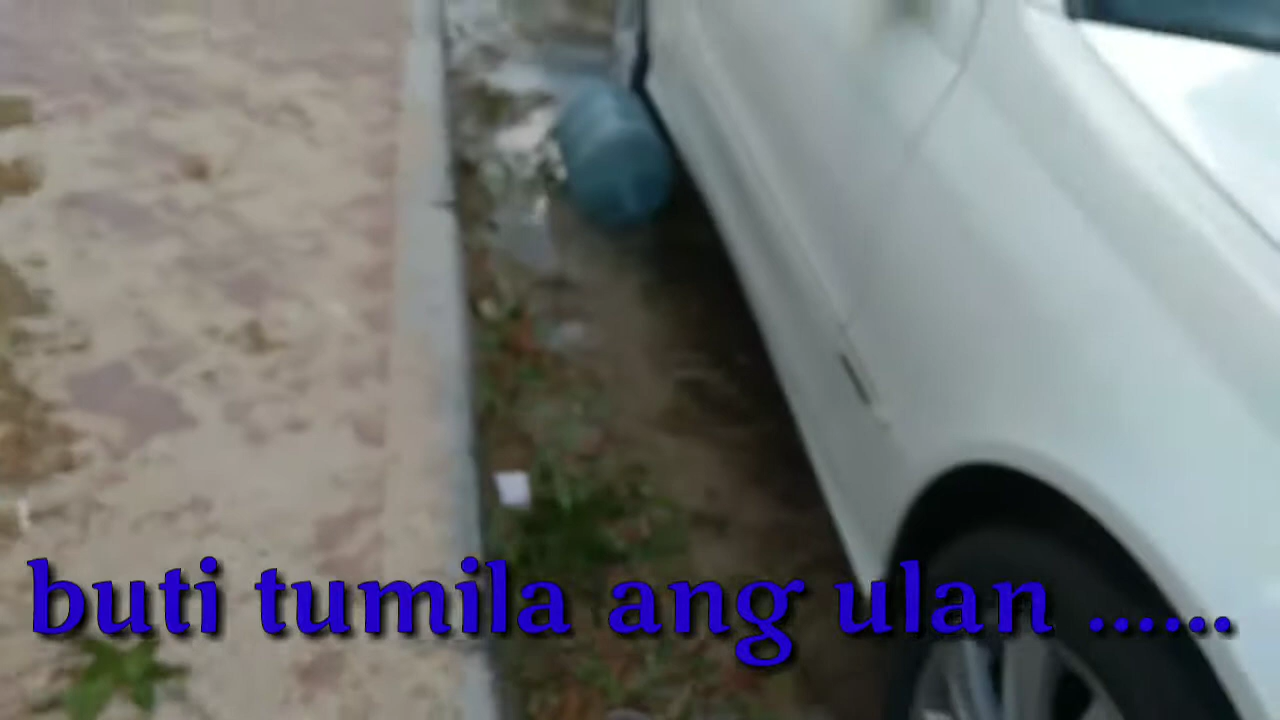 buti tumila ang ulan ......